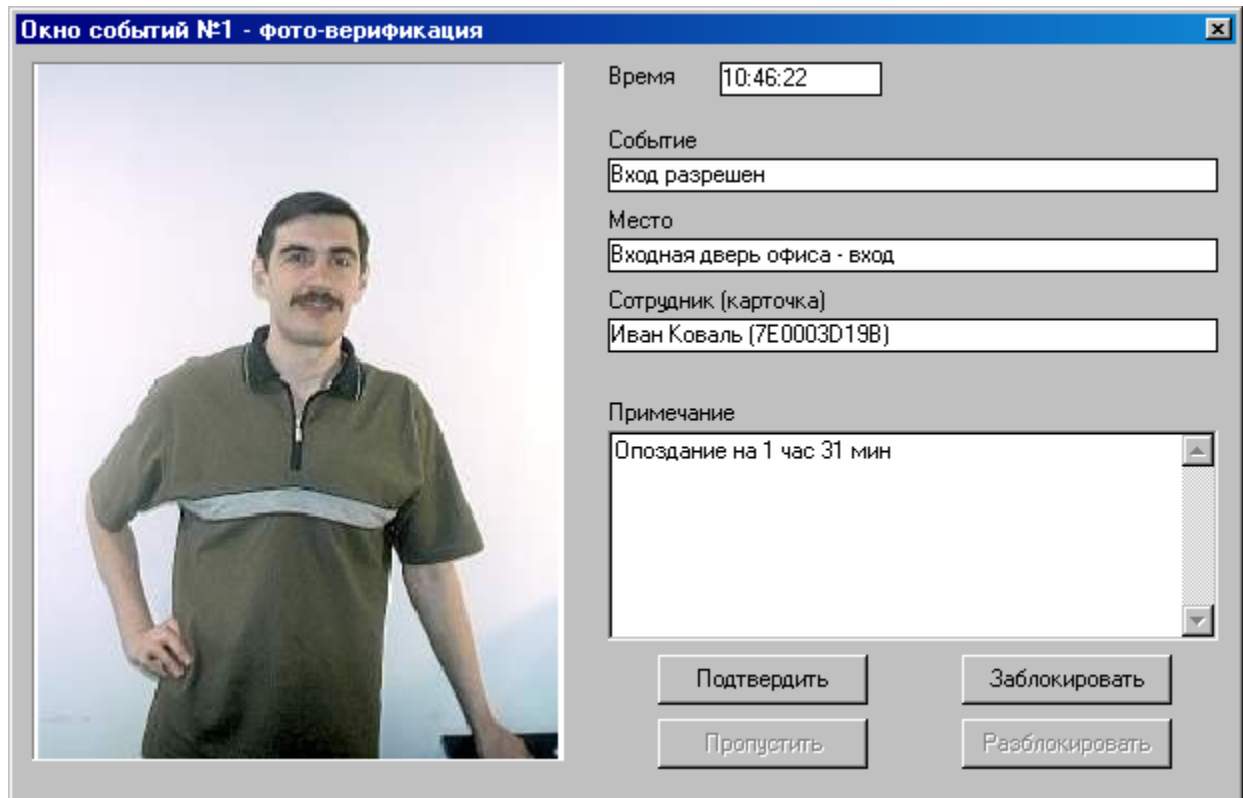 Окно событий №1 - фото-верификация
Время 10:46:22
Событие
Вход разрешен
Место
Входная дверь офиса - вход
Сотрудник (карточка)
Иван Коваль (7E0003D19B)
Примечание
Опоздание на 1 час 31 мин
Подтвердить Заблокировать
Пропустить Разблокировать